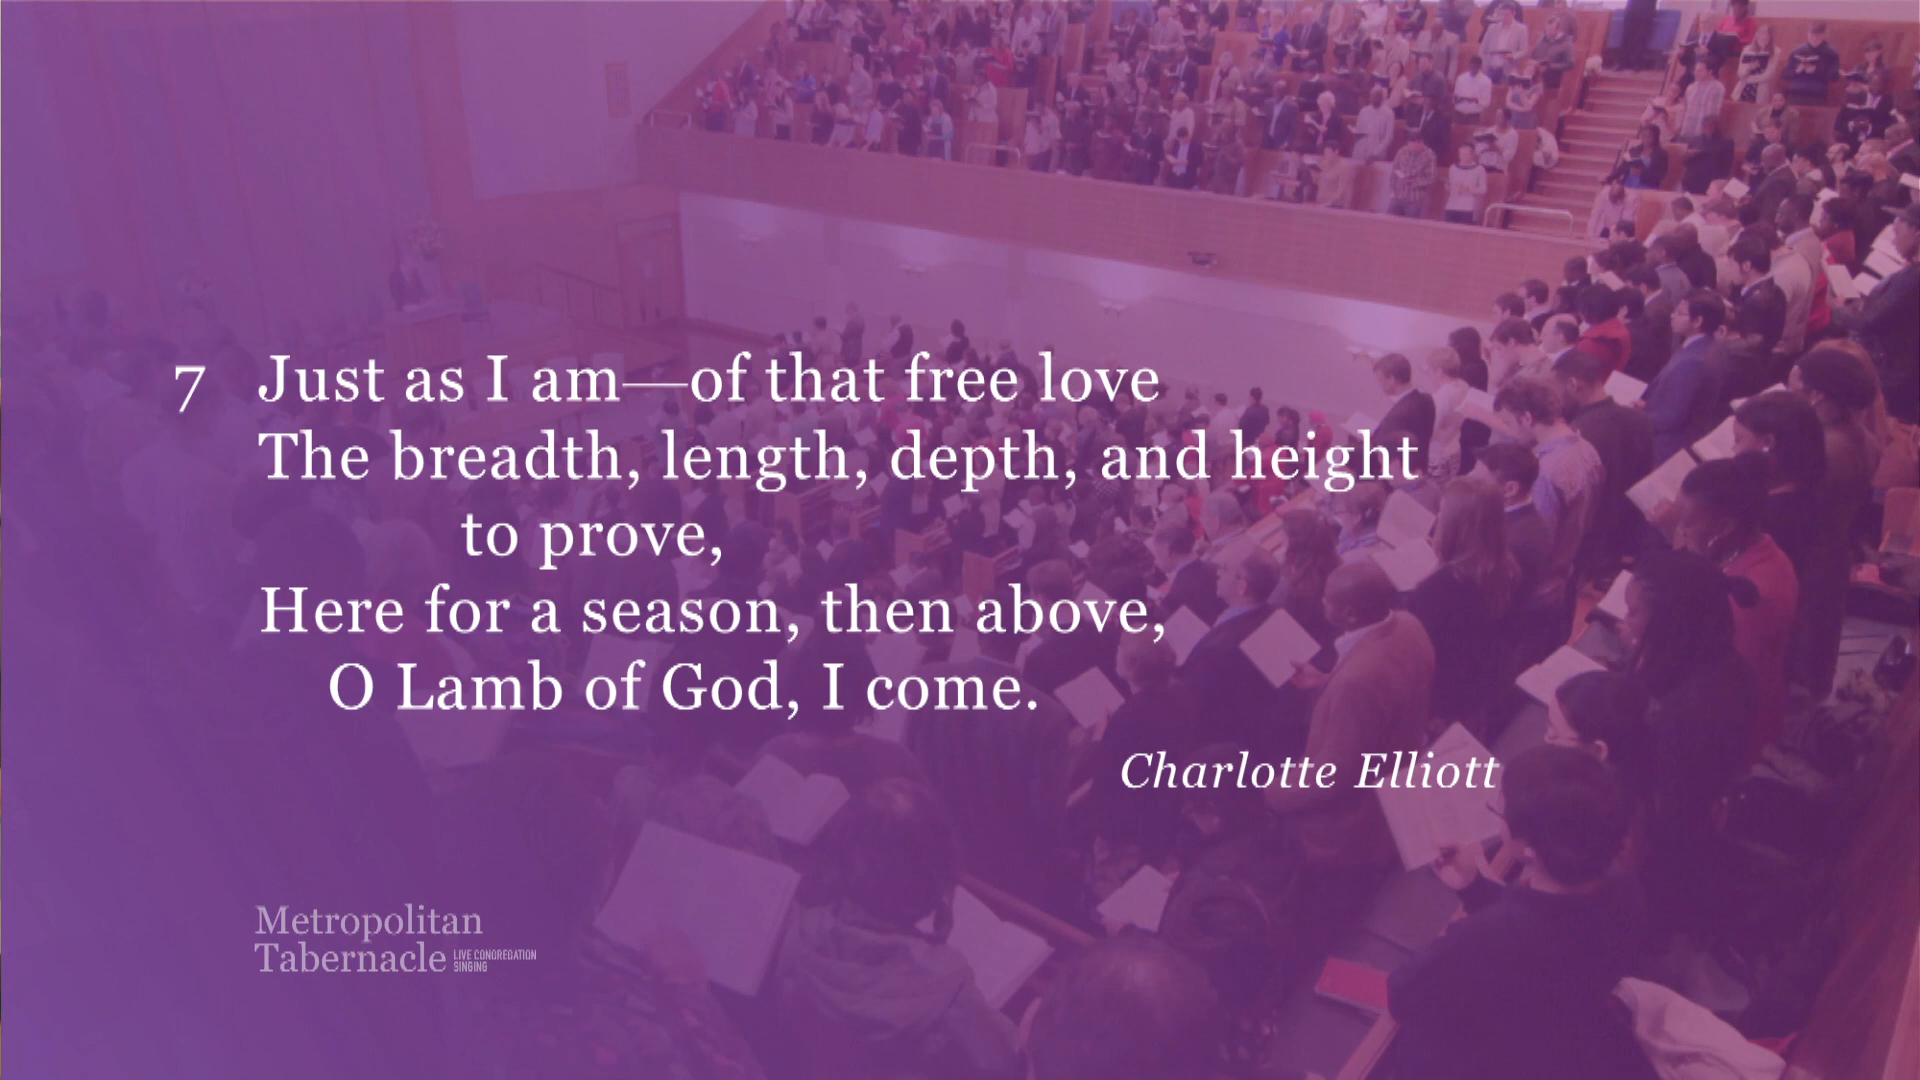 7 Just as I am—of that free love
The breadth, length, depth, and height
to prove,
Here for a season, then above,
O Lamb of God, I come.
Charlotte Elliott
Metropolitan
Tabernacle LIVE CONGREGATION
SINGING